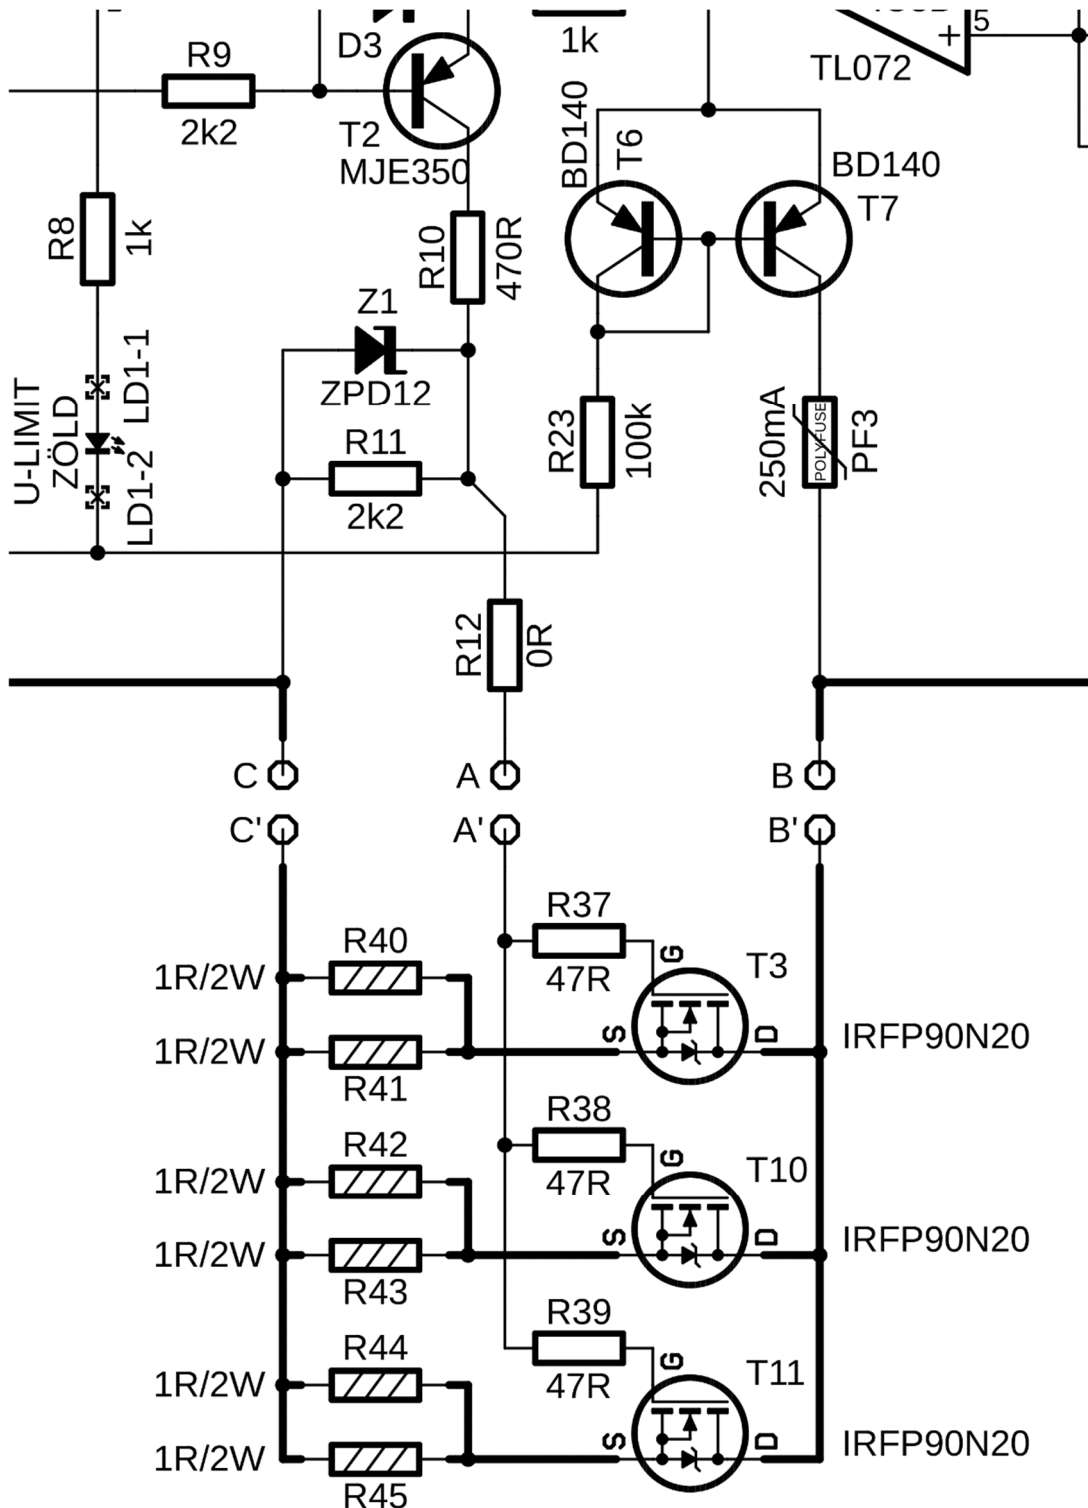 5
D3
1k
TL072
R9
2k2
T2
MJE350
BD140
T6
BD140
T7
R8
1k
R10
470R
Z1
ZPD12
U-LIMIT
ZÖLD
LD1-1
LD1-2
R11
2k2
R23
100k
250mA
POLYFUSE
PF3
R12
0R
C
A
B
C'
A'
B'
R37
47R
G
T3
R40
1R/2W
S
D
IRFP90N20
1R/2W
R41
R38
47R
G
T10
R42
1R/2W
S
D
IRFP90N20
1R/2W
R43
R39
47R
G
T11
R44
1R/2W
S
D
IRFP90N20
1R/2W
R45